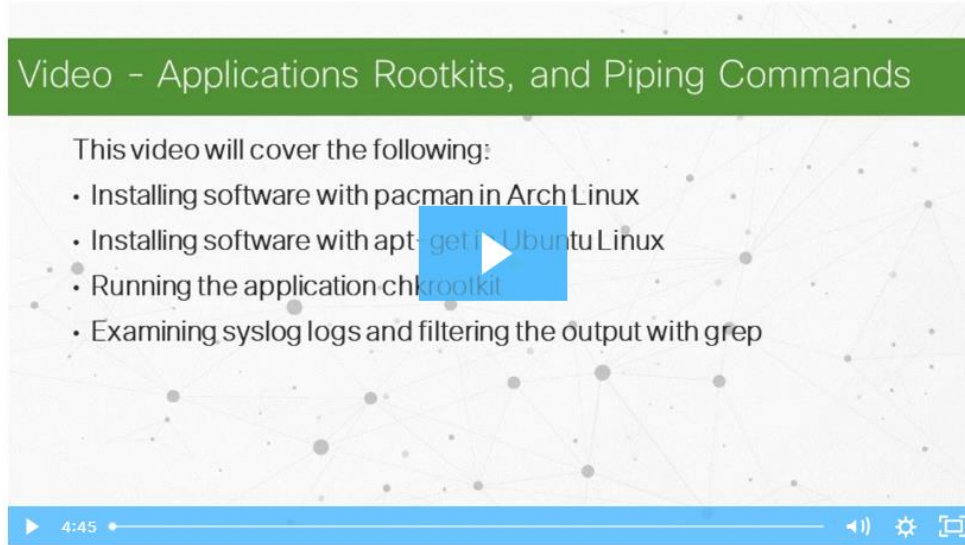 Video - Applications Rootkits, and Piping Commands
This video will cover the following:
• Installing software with pacman in Arch Linux
• Installing software with apt-get in Ubuntu Linux
• Running the application chkrootkit
• Examining syslog logs and filtering the output with grep
4:45